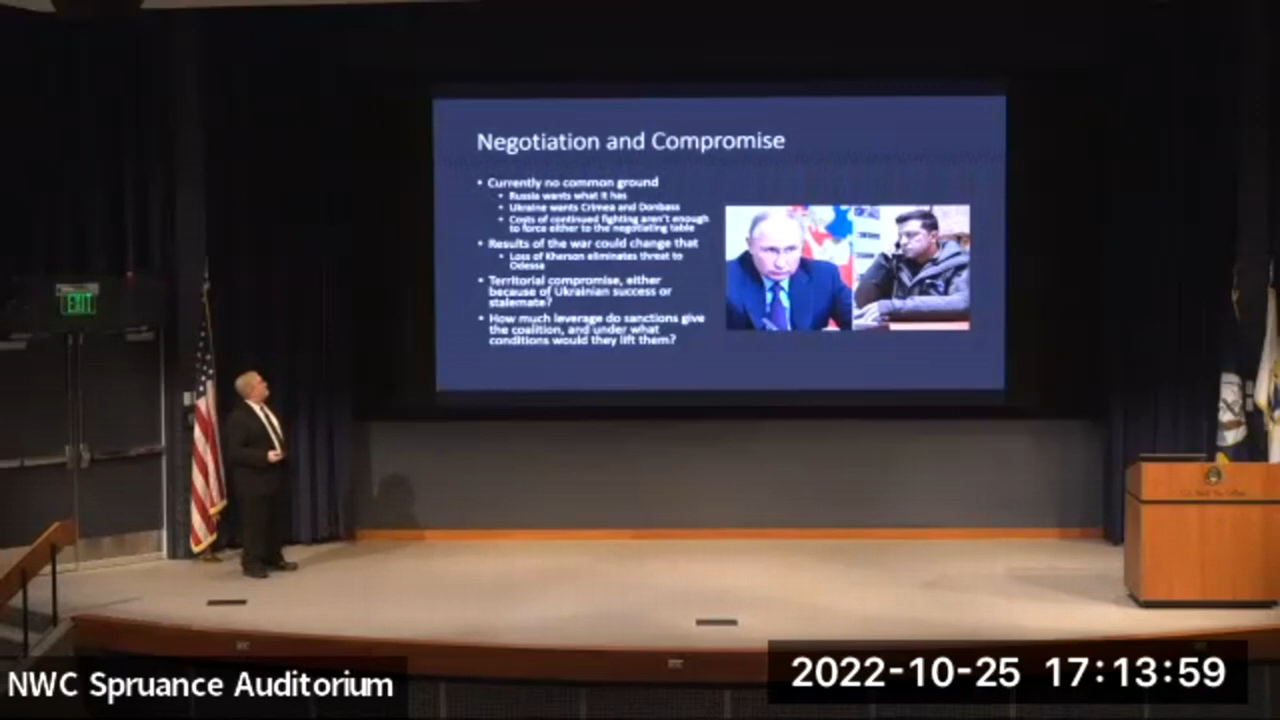 Negotiation and Compromise
• Currently no common ground
• Russia wants what it has
• Ukraine wants Crimea and Donbass
• Costs of continued fighting aren't enough
to force either to the negotiating table
• Results of the war could change that
• Loss of Kherson eliminates threat to
Odessa
• Territorial compromise, either
because of Ukrainian success or
stalemate?
• How much leverage do sanctions give
the coalition, and under what
conditions would they lift them?
EXIT
NWC Spruance Auditorium
2022-10-25 17:13:59